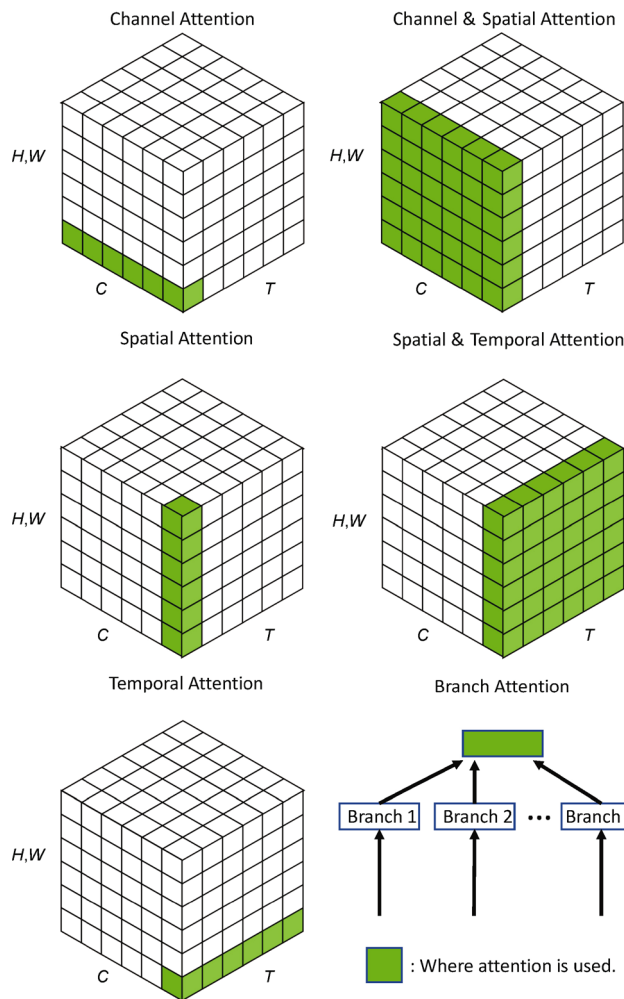 Channel Attention
Channel & Spatial Attention
H,W
C
T
H,W
C
T
Spatial Attention
Spatial & Temporal Attention
H,W
C
T
H,W
C
T
Temporal Attention
Branch Attention
H,W
C
T
Branch 1
Branch 2
•••
Branch
: Where attention is used.